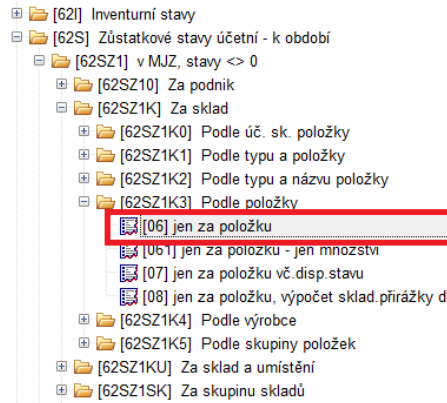 [62I] Inventurní stavy
[62S] Zůstatkové stavy účetní - k období
[62SZ1] v MJZ, stavy <> 0
[62SZ10] Za podnik
[62SZ1K] Za sklad
[62SZ1K0] Podle úč. sk. položky
[62SZ1K1] Podle typu a položky
[62SZ1K2] Podle typu a názvu položky
[62SZ1K3] Podle položky
[06] jen za položku
[061] jen za položku - jen množství
[07] jen za položku vč.disp.stavu
[08] jen za položku, výpočet sklad.přirážky d
[62SZ1K4] Podle výrobce
[62SZ1K5] Podle skupiny položek
[62SZ1KU] Za sklad a umístění
[62SZ1SK] Za skupinu skladů